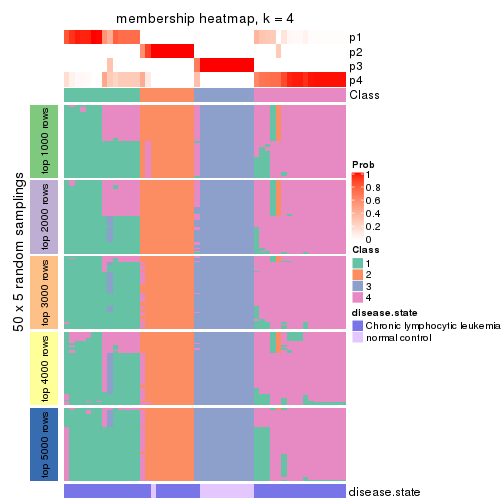 membership heatmap, k = 4
p1
p2
p3
p4
Class
50 x 5 random samplings
top 1000 rows
top 2000 rows
top 3000 rows
top 4000 rows
top 5000 rows
Prob
1
0.8
0.6
0.4
0.2
0
Class
1
2
3
4
disease.state
Chronic lymphocytic leukemia
normal control
disease.state